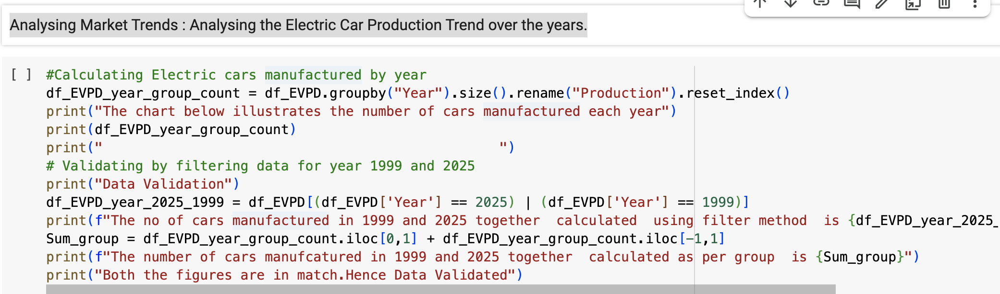 Analysing Market Trends : Analysing the Electric Car Production Trend over the years.
[ ] #Calculating Electric cars manufactured by year
df_EVPD_year_group_count = df_EVPD.groupby("Year").size().rename("Production").reset_index()
print("The chart below illustrates the number of cars manufactured each year")
print(df_EVPD_year_group_count)
print("                                                 ")
# Validating by filtering data for year 1999 and 2025
print("Data Validation")
df_EVPD_year_2025_1999 = df_EVPD[(df_EVPD['Year'] == 2025) | (df_EVPD['Year'] == 1999)]
print(f"The no of cars manufactured in 1999 and 2025 together  calculated  using filter method  is {df_EVPD_year_2025_
Sum_group = df_EVPD_year_group_count.iloc[0,1] + df_EVPD_year_group_count.iloc[-1,1]
print(f"The number of cars manufcatured in 1999 and 2025 together  calculated as per group  is {Sum_group}")
print("Both the figures are in match.Hence Data Validated")